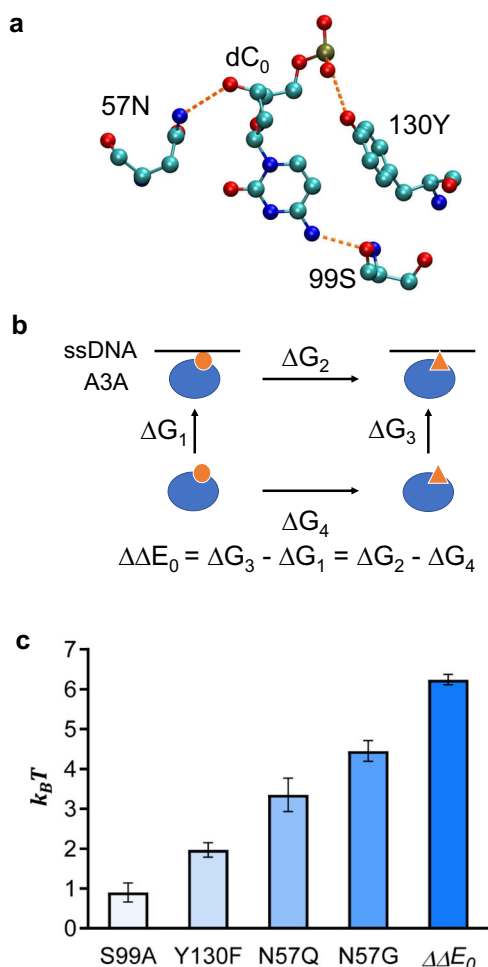 a
dC₀
57N
130Y
99S
b
ssDNA
A3A
ΔG₂
ΔG₁
ΔG₃
ΔG₄
ΔΔE₀ = ΔG₃ - ΔG₁ = ΔG₂ - ΔG₄
c
7
6
5
4
3
2
1
0
k_BT
S99A Y130F N57Q N57G ΔΔE₀